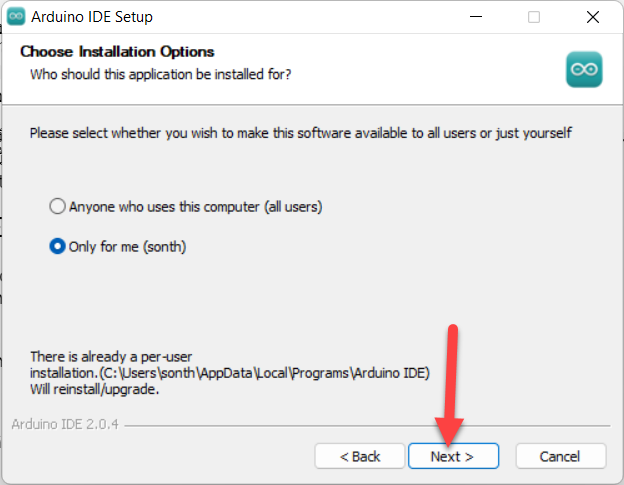 Arduino IDE Setup
Choose Installation Options
Who should this application be installed for?
Please select whether you wish to make this software available to all users or just yourself
Anyone who uses this computer (all users)
Only for me (sonth)
There is already a per-user
installation.(C:\Users\sonth\AppData\Local\Programs\Arduino IDE)
Will reinstall/upgrade.
Arduino IDE 2.0.4
< Back
Next >
Cancel